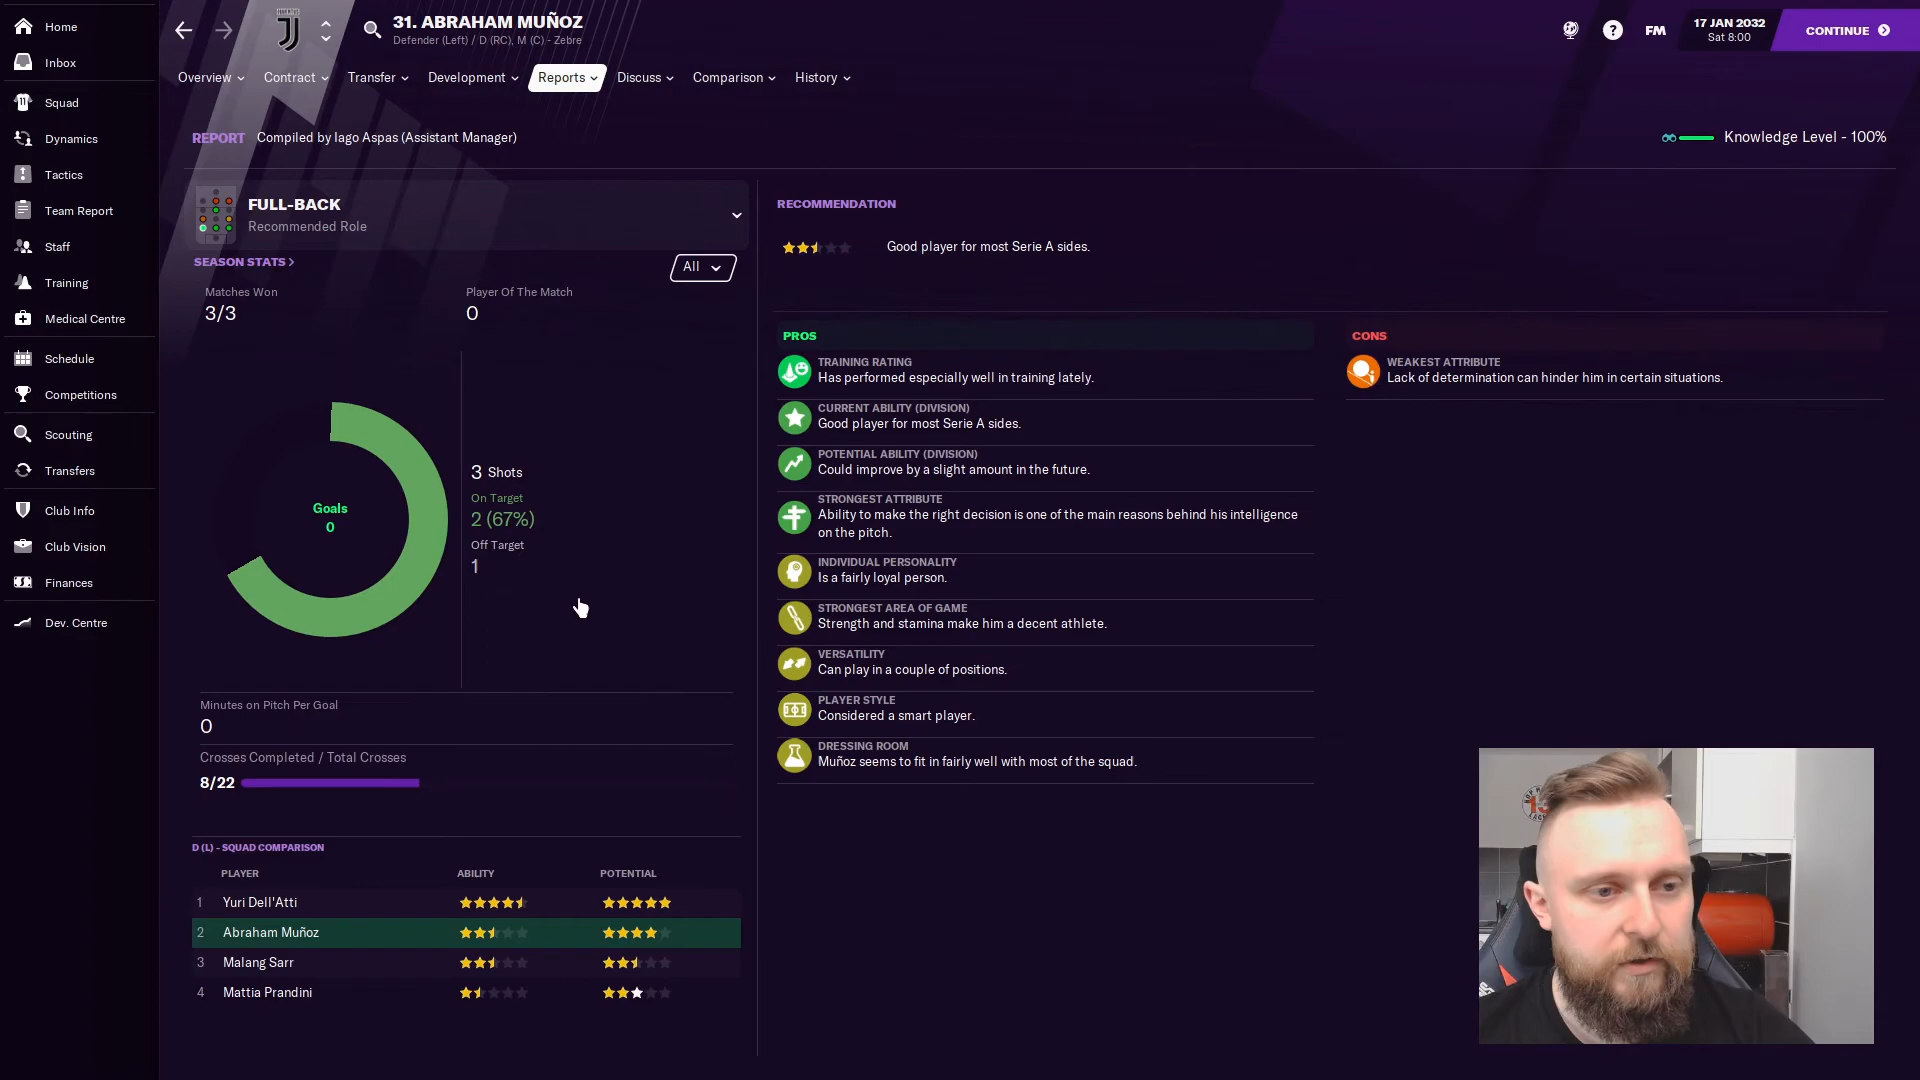 Home
Inbox
Squad
Dynamics
Tactics
Team Report
Staff
Training
Medical Centre
Schedule
Competitions
Scouting
Transfers
Club Info
Club Vision
Finances
Dev. Centre
31. ABRAHAM MUÑOZ
Defender (Left) / D (RC), M (C) - Zebre
? FM 17 JAN 2032
Sat 8:00
CONTINUE
Overview Contract Transfer Development Reports Discuss Comparison History
REPORT Compiled by Iago Aspas (Assistant Manager)
Knowledge Level - 100%
FULL-BACK
Recommended Role
SEASON STATS >
All
Matches Won
3/3
Player Of The Match
0
Goals
0
3 Shots
On Target
2 (67%)
Off Target
1
Minutes on Pitch Per Goal
0
Crosses Completed / Total Crosses
8/22
D (L) - SQUAD COMPARISON
PLAYER ABILITY POTENTIAL
1 Yuri Dell'Atti
2 Abraham Muñoz
3 Malang Sarr
4 Mattia Prandini
RECOMMENDATION
Good player for most Serie A sides.
PROS
TRAINING RATING
Has performed especially well in training lately.
CURRENT ABILITY (DIVISION)
Good player for most Serie A sides.
POTENTIAL ABILITY (DIVISION)
Could improve by a slight amount in the future.
STRONGEST ATTRIBUTE
Ability to make the right decision is one of the main reasons behind his intelligence
on the pitch.
INDIVIDUAL PERSONALITY
Is a fairly loyal person.
STRONGEST AREA OF GAME
Strength and stamina make him a decent athlete.
VERSATILITY
Can play in a couple of positions.
PLAYER STYLE
Considered a smart player.
DRESSING ROOM
Muñoz seems to fit in fairly well with most of the squad.
CONS
WEAKEST ATTRIBUTE
Lack of determination can hinder him in certain situations.